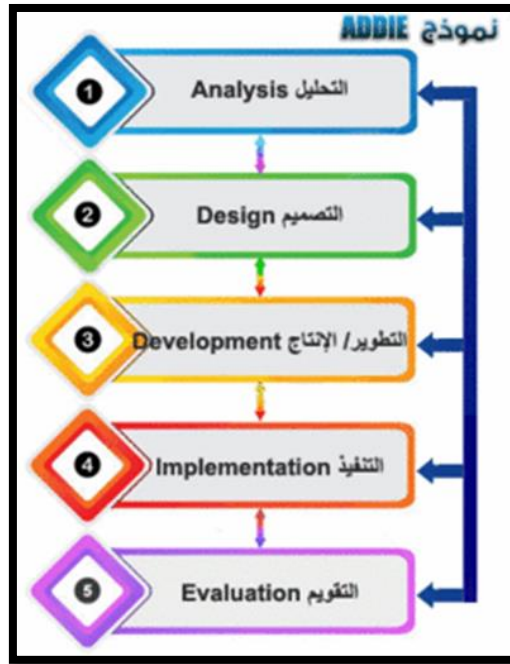 نموذج ADDIE
1
التحليل Analysis
2
التصميم Design
3
التطوير/ الإنتاج Development
4
التنفيذ Implementation
5
التقويم Evaluation